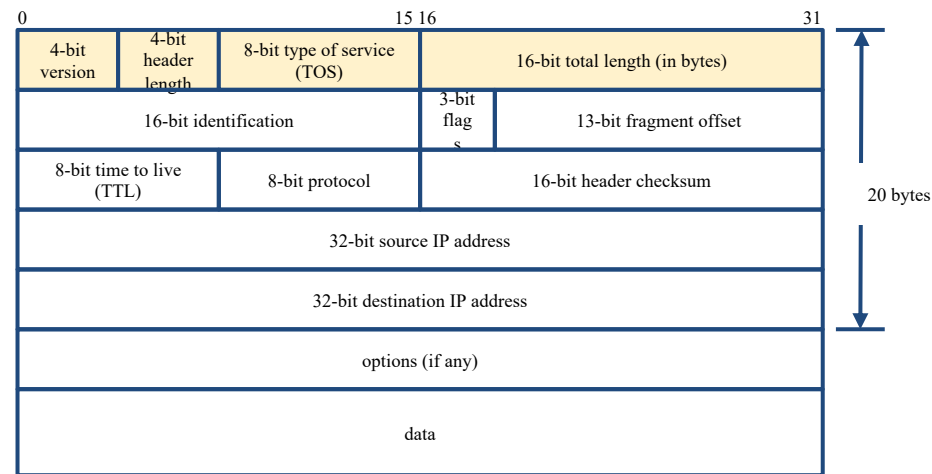 0 15 16 31
4-bit
version
4-bit
header
length
8-bit type of service
(TOS)
16-bit total length (in bytes)
16-bit identification
3-bit
flag
s
13-bit fragment offset
8-bit time to live
(TTL)
8-bit protocol
16-bit header checksum
20 bytes
32-bit source IP address
32-bit destination IP address
options (if any)
data